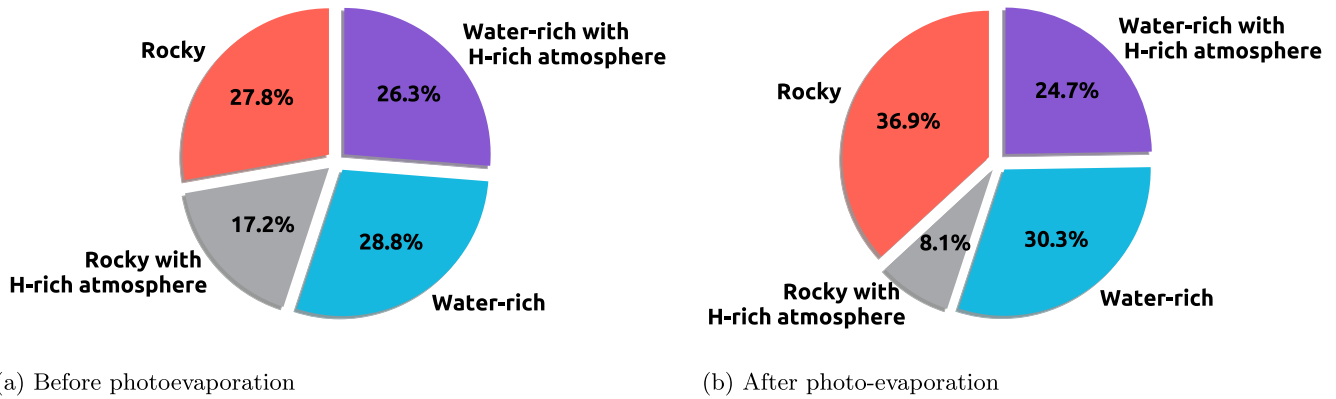 Rocky
27.8%
Water-rich with
H-rich atmosphere
26.3%
17.2%
Rocky with
H-rich atmosphere
28.8%
Water-rich
(a) Before photoevaporation
Rocky
36.9%
Water-rich with
H-rich atmosphere
24.7%
8.1%
Rocky with
H-rich atmosphere
30.3%
Water-rich
(b) After photo-evaporation